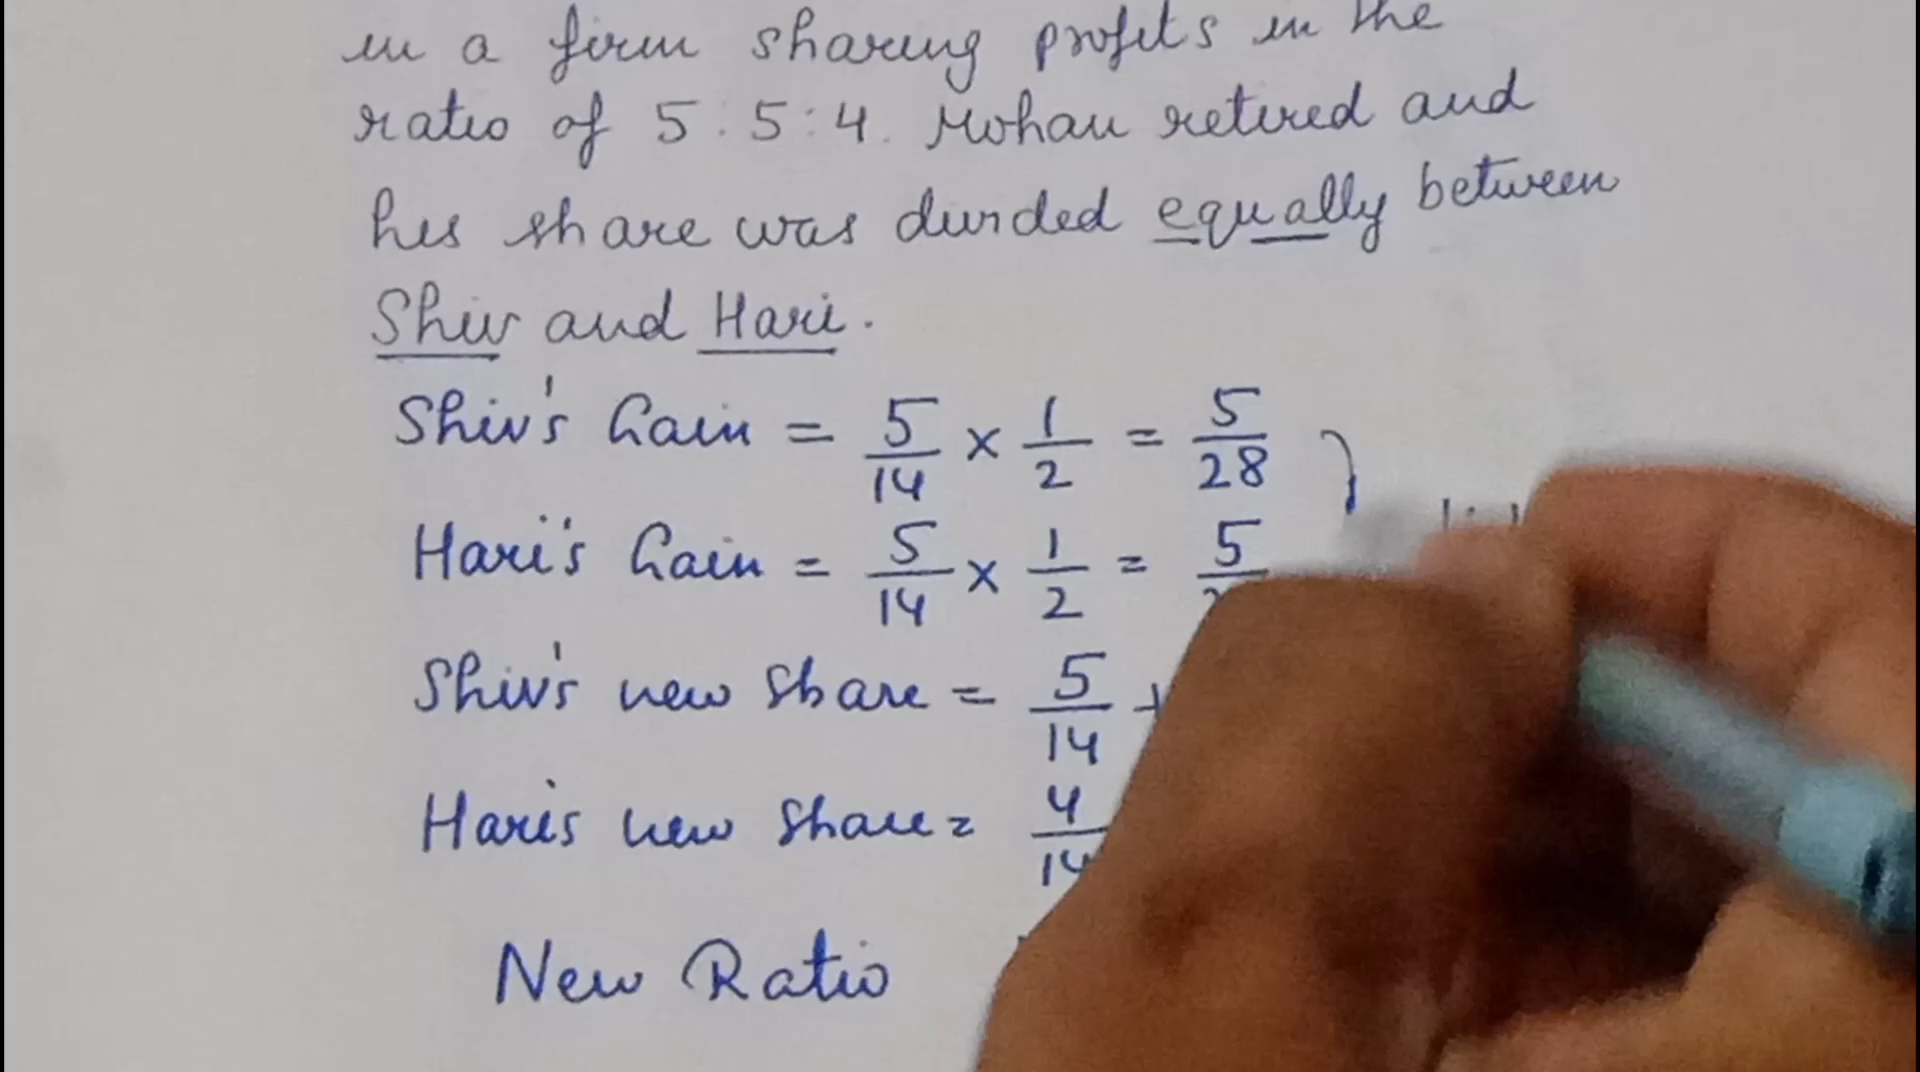 in a firm sharing profits in the
ratio of 5:5:4. Mohan retired and
his share was divided equally between
Shiv and Hari.
Shiv's Gain = 5/14 × 1/2 = 5/28
Hari's Gain = 5/14 × 1/2 = 5
Shiv's new share = 5/14 +
Hari's new share = 4/14
New Ratio